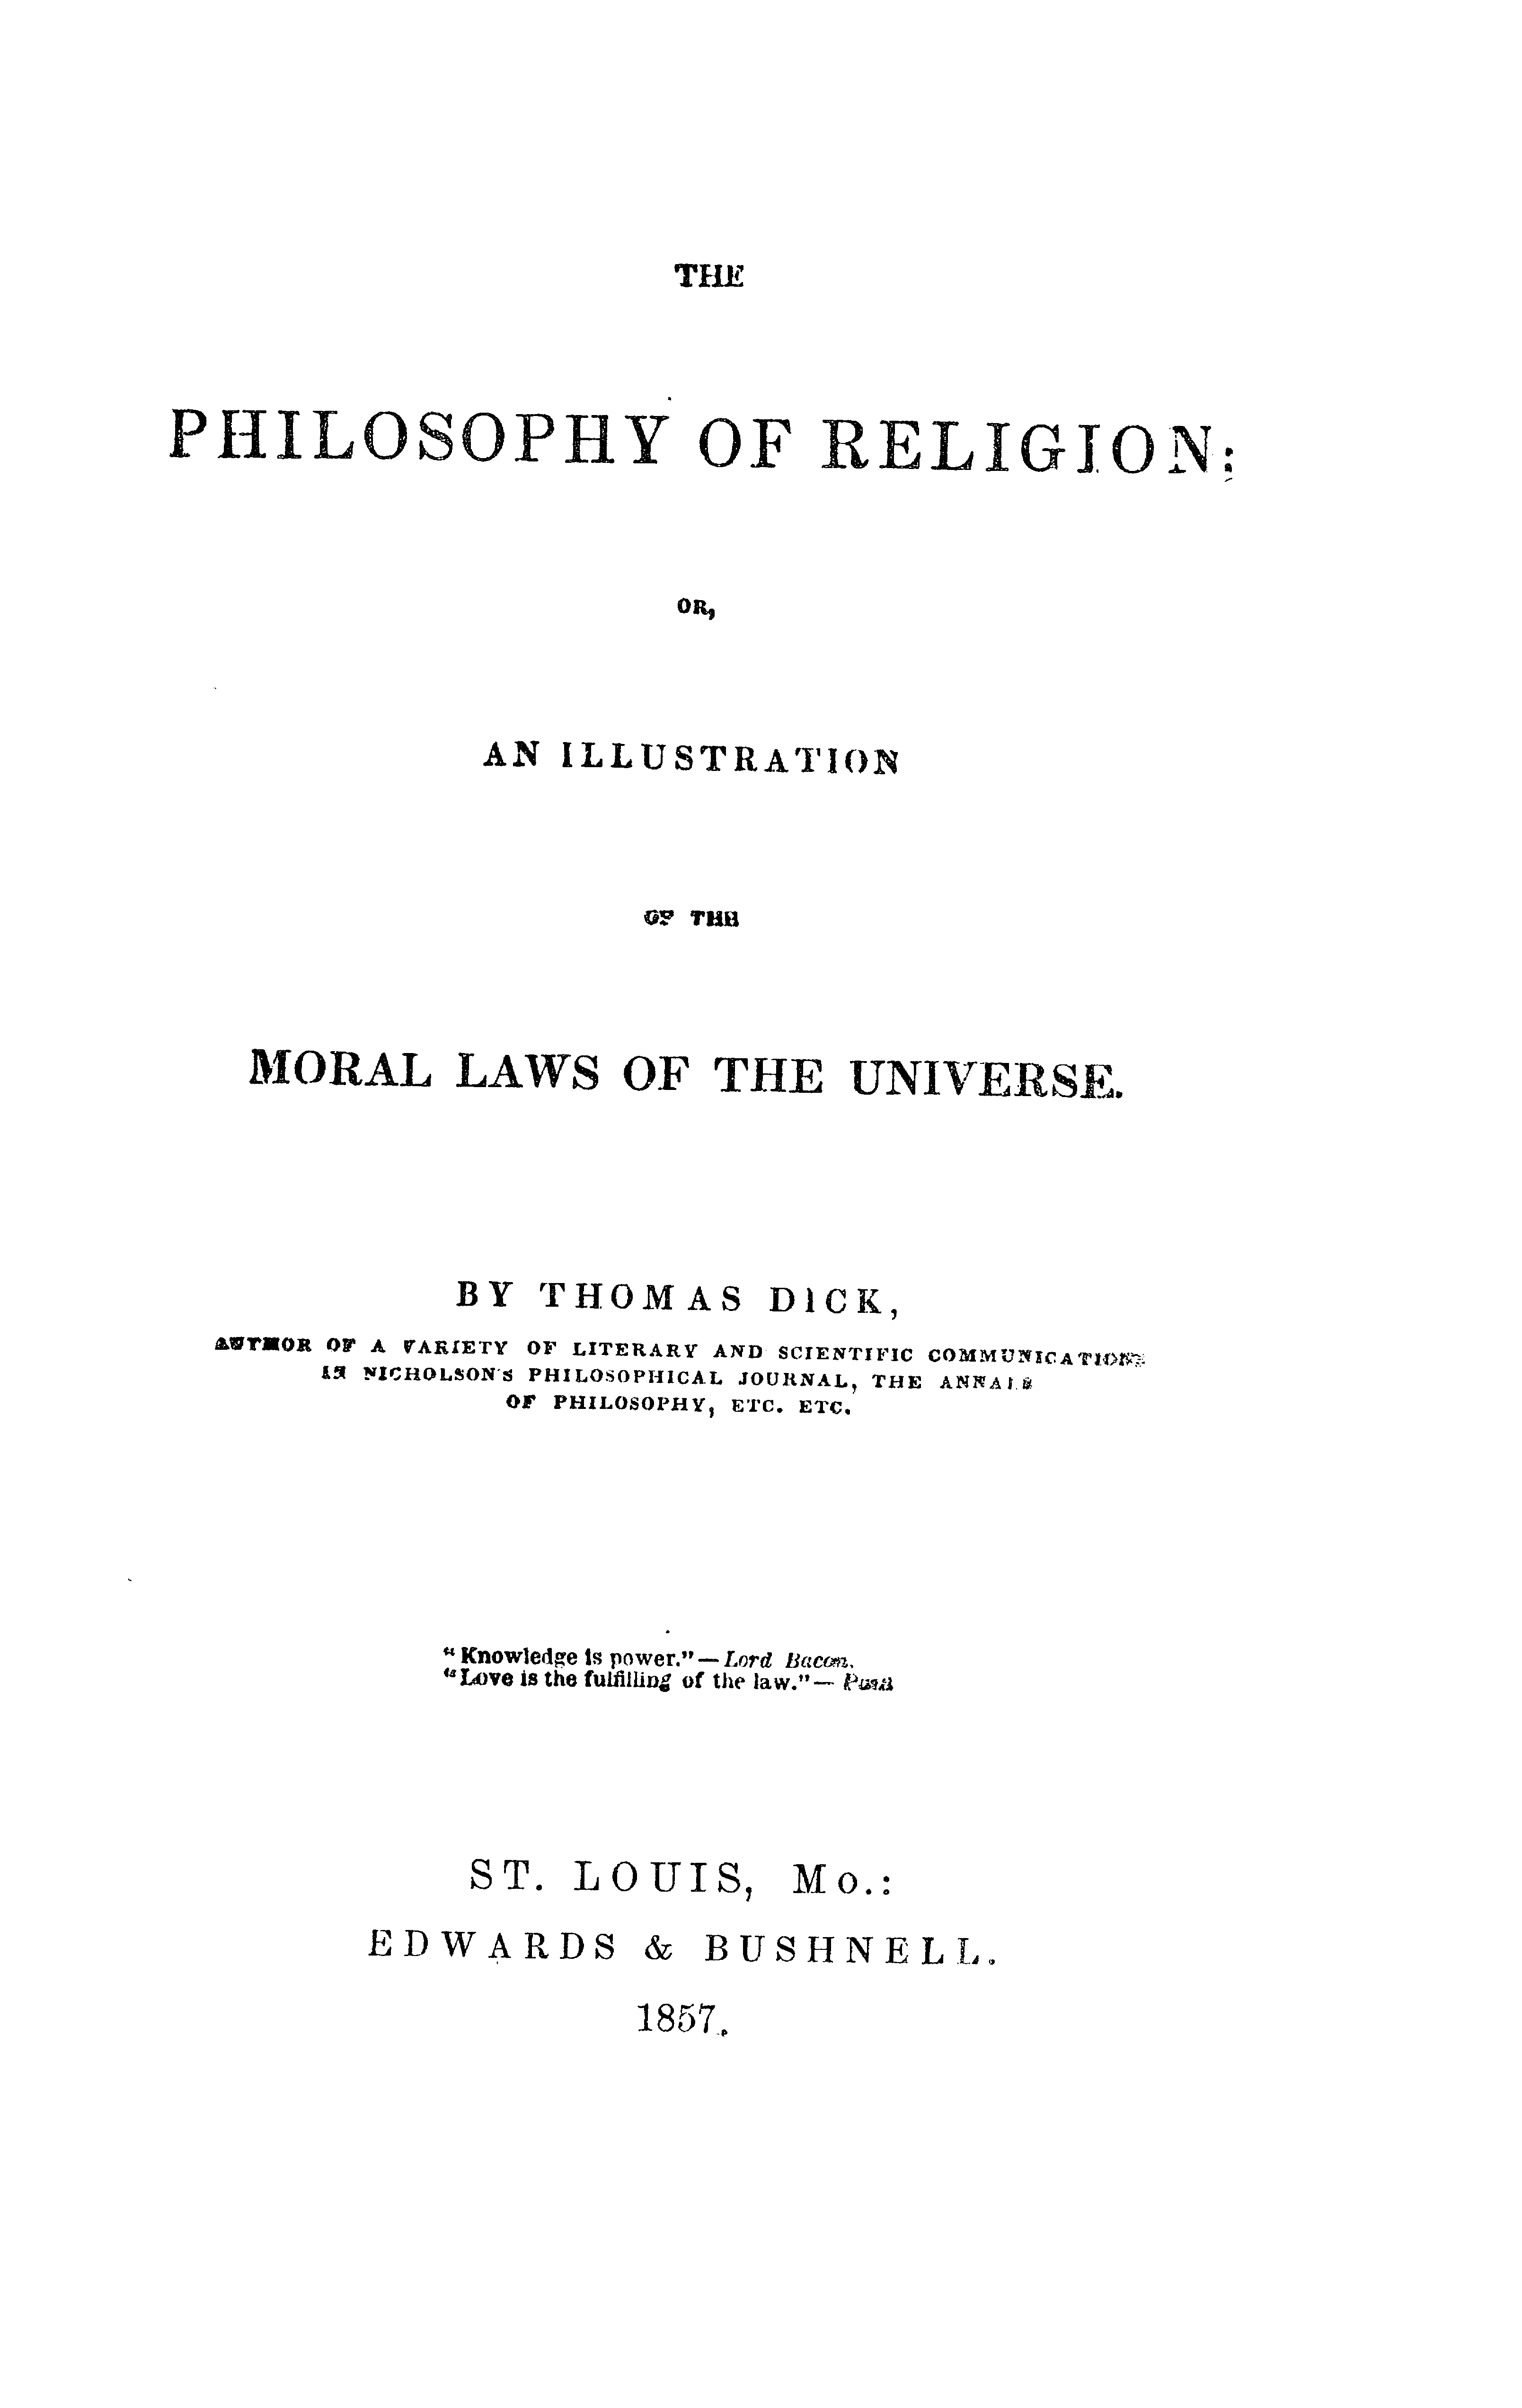 THE
PHILOSOPHY OF RELIGION:
OR,
AN ILLUSTRATION
OF THE
MORAL LAWS OF THE UNIVERSE.
BY THOMAS DICK,
AUTHOR OF A VARIETY OF LITERARY AND SCIENTIFIC COMMUNICATIONS
IN NICHOLSON'S PHILOSOPHICAL JOURNAL, THE ANNALS
OF PHILOSOPHY, ETC. ETC.
“Knowledge is power.”—Lord Bacon.
“Love is the fulfilling of the law.”—Paul
ST. LOUIS, Mo.:
EDWARDS & BUSHNELL.
1857.